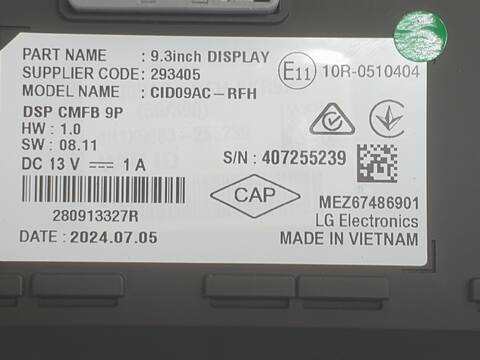 PART NAME : 9.3inch DISPLAY
SUPPLIER CODE: 293405
MODEL NAME : CID09AC-RFH
E11 10R-0510404
DSP CMFB 9P
HW : 1.0
SW : 08.11
DC 13 V ⎓ 1 A
S/N : 407255239
280913327R
CAP
MEZ67486901
LG Electronics
DATE : 2024.07.05
MADE IN VIETNAM